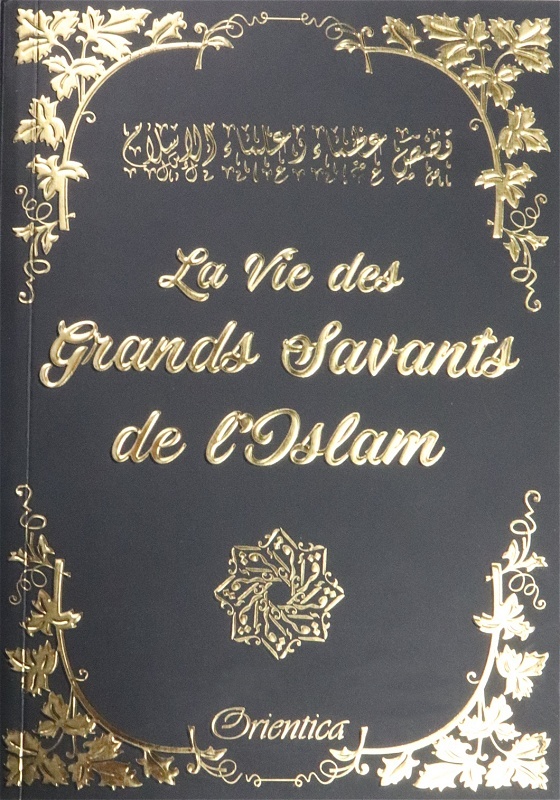 قصص عظماء وعلماء الإسلام
La Vie des
Grands Savants
de l'Islam
Orientica